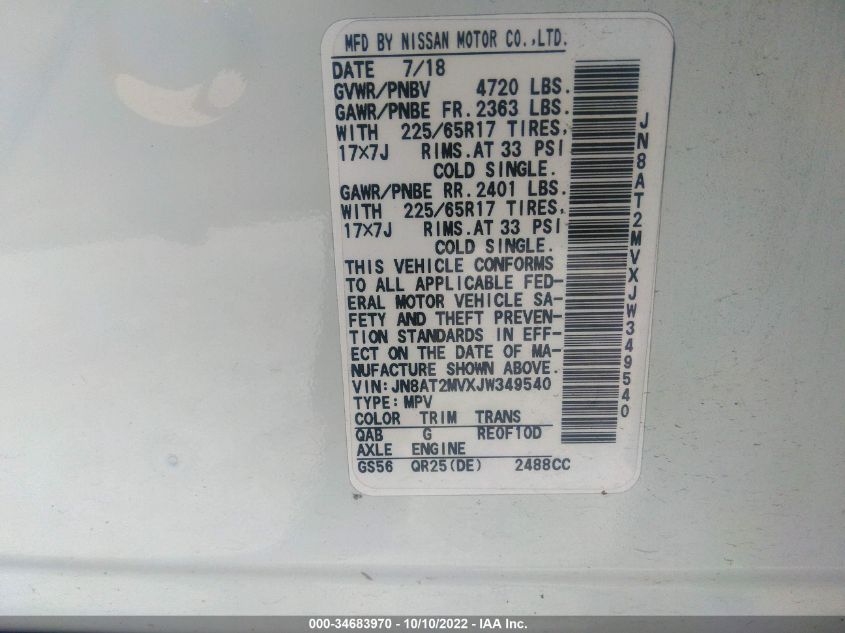 MFD BY NISSAN MOTOR CO.,LTD.
DATE 7/18
GVWR/PNBV 4720 LBS.
GAWR/PNBE FR.2363 LBS.
WITH 225/65R17 TIRES,
17×7J RIMS.AT 33 PSI
COLD SINGLE.
GAWR/PNBE RR.2401 LBS.
WITH 225/65R17 TIRES,
17×7J RIMS.AT 33 PSI
COLD SINGLE.
THIS VEHICLE CONFORMS
TO ALL APPLICABLE FED-
ERAL MOTOR VEHICLE SA-
FETY AND THEFT PREVEN-
TION STANDARDS IN EFF-
ECT ON THE DATE OF MA-
NUFACTURE SHOWN ABOVE.
VIN:JN8AT2MVXJW349540
TYPE:MPV
COLOR TRIM TRANS
QAB G RE0F10D
AXLE ENGINE
GS56 QR25(DE) 2488CC
JN8AT2MVXJW349540
000-34683970 - 10/10/2022 - IAA Inc.